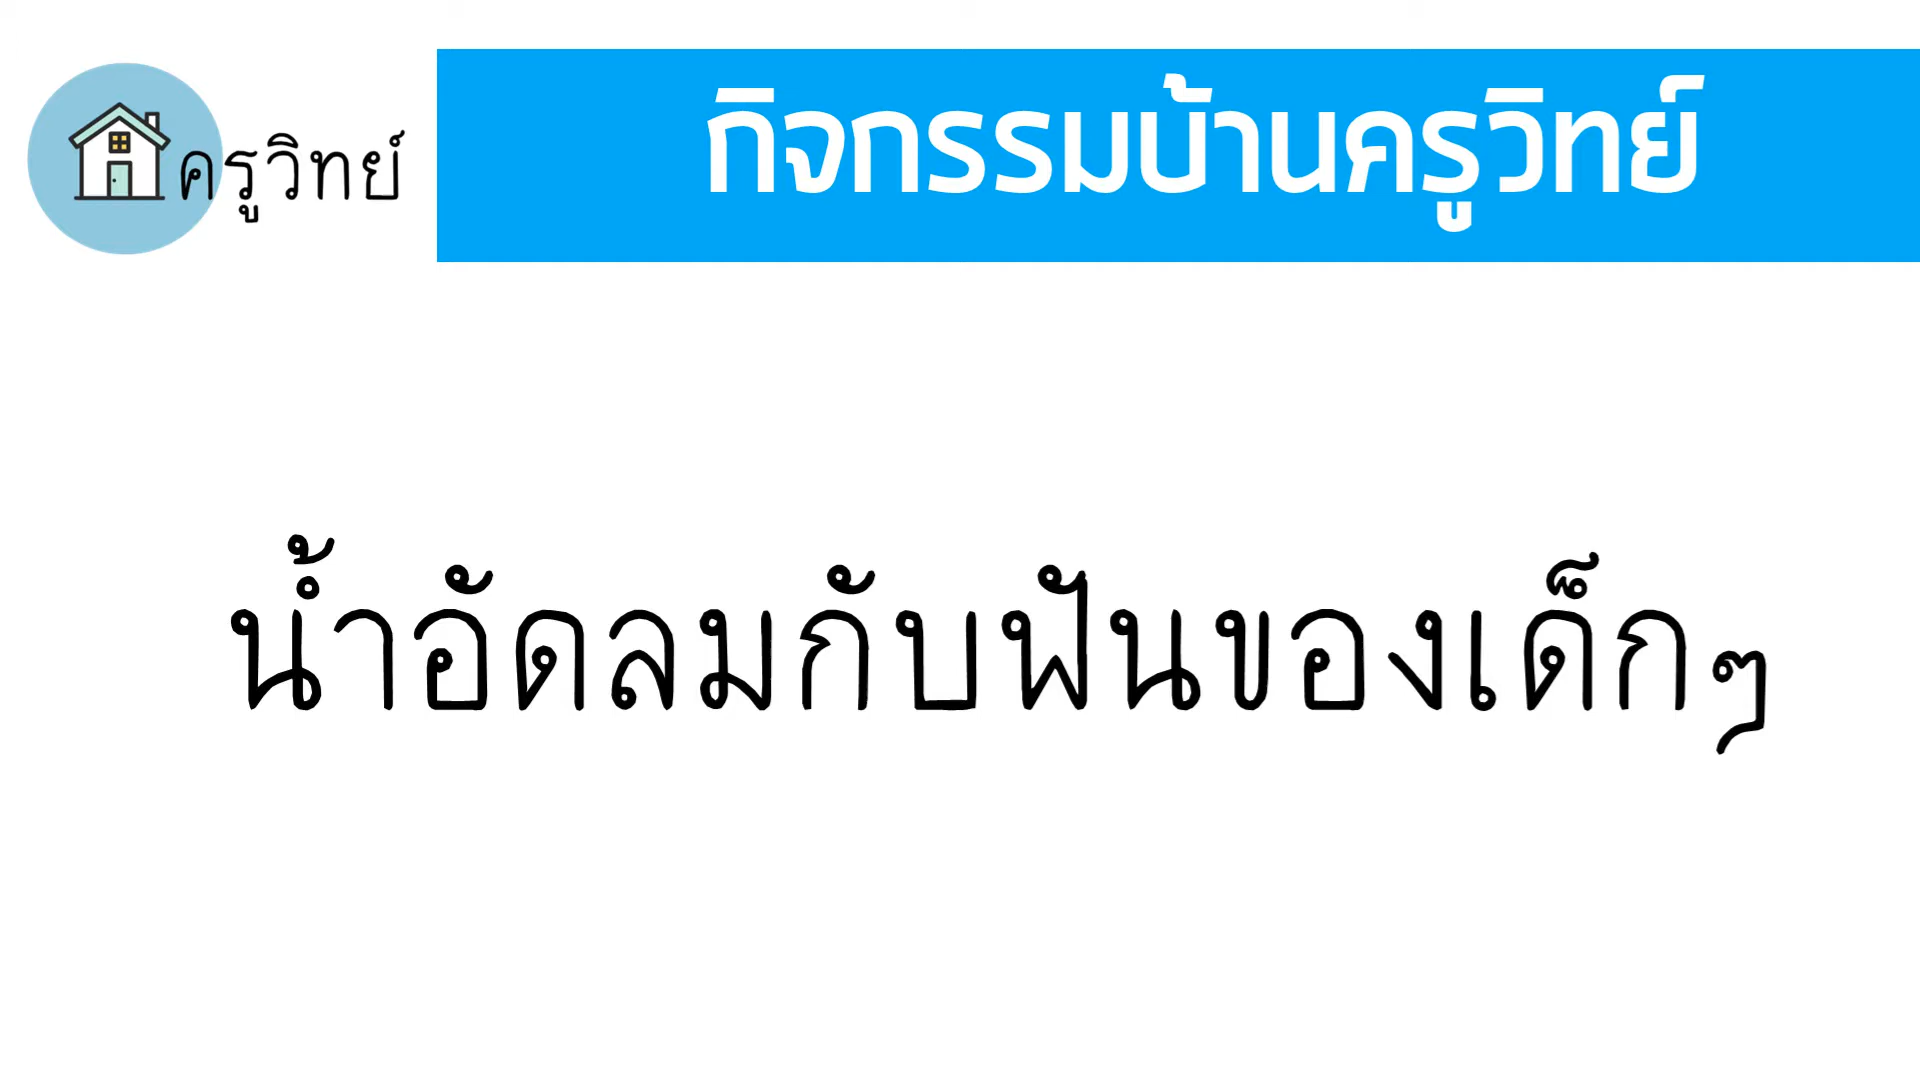 ครูวิทย์
กิจกรรมบ้านครูวิทย์
น้ำอัดลมกับฟันของเด็กๆ